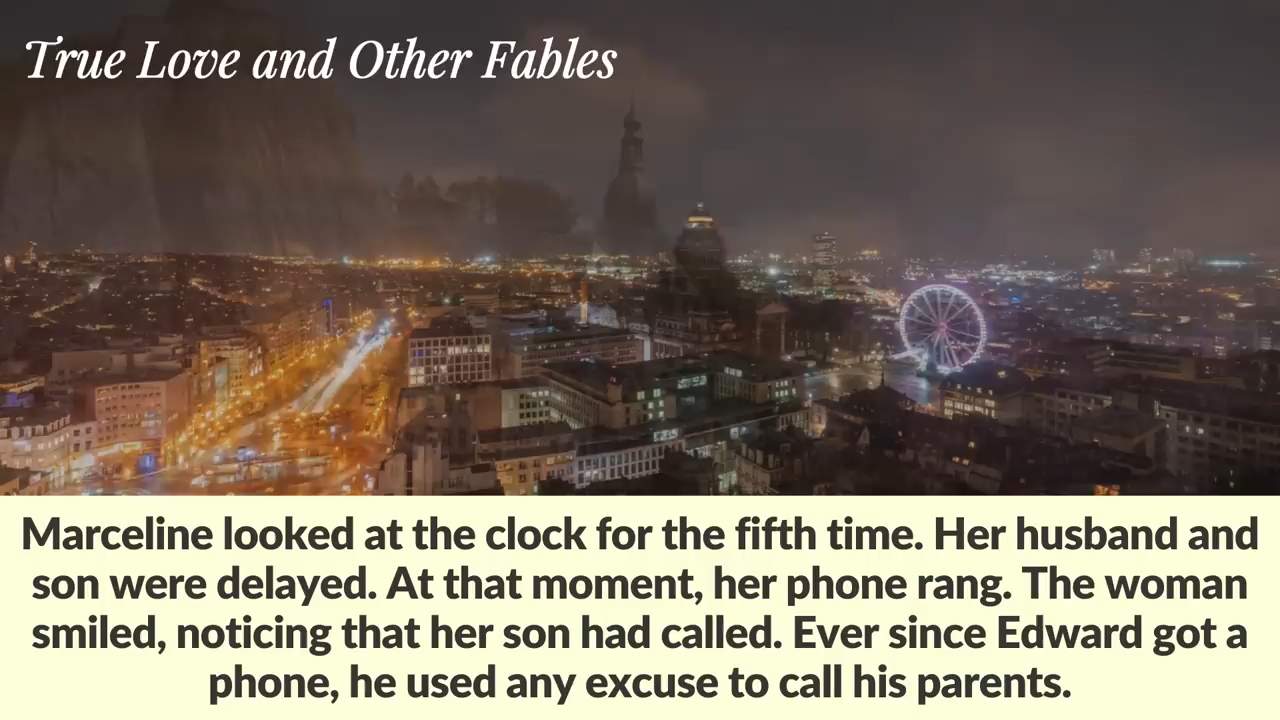 True Love and Other Fables
Marceline looked at the clock for the fifth time. Her husband and
son were delayed. At that moment, her phone rang. The woman
smiled, noticing that her son had called. Ever since Edward got a
phone, he used any excuse to call his parents.